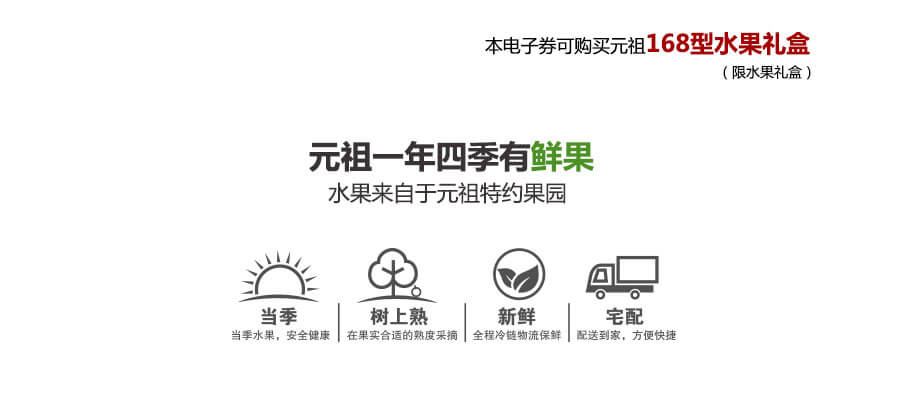 本电子券可购买元祖168型水果礼盒
（限水果礼盒）
元祖一年四季有鲜果
水果来自于元祖特约果园
当季
当季水果，安全健康
树上熟
在果实合适的熟度采摘
新鲜
全程冷链物流保鲜
宅配
配送到家，方便快捷